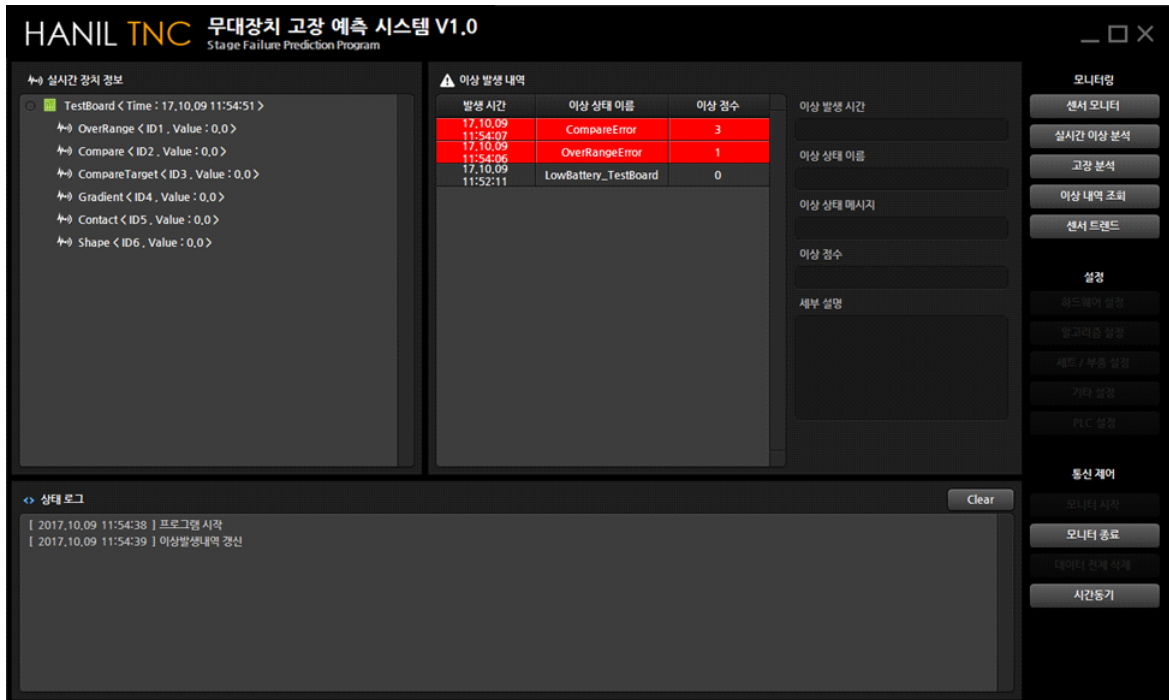 HANIL TNC 무대장치 고장 예측 시스템 V1.0
Stage Failure Prediction Program
실시간 장치 정보
TestBoard < Time : 17.10.09 11:54:51 >
OverRange < ID1 , Value : 0.0 >
Compare < ID2 , Value : 0.0 >
CompareTarget < ID3 , Value : 0.0 >
Gradient < ID4 , Value : 0.0 >
Contact < ID5 , Value : 0.0 >
Shape < ID6 , Value : 0.0 >
이상 발생 내역
발생 시간 이상 상태 이름 이상 점수
17.10.09
11:54:07 CompareError 3
17.10.09
11:54:06 OverRangeError 1
17.10.09
11:52:11 LowBattery_TestBoard 0
이상 발생 시간
이상 상태 이름
이상 상태 메시지
이상 점수
세부 설명
모니터링
센서 모니터
실시간 이상 분석
고장 분석
이상 내역 조회
센서 트렌드
설정
하드웨어 설정
알고리즘 설정
세트 / 부품 설정
기타 설정
PLC 설정
통신 제어
모니터 시작
모니터 종료
데이터 전체 삭제
시간동기
상태 로그
Clear
[ 2017.10.09 11:54:38 ] 프로그램 시작
[ 2017.10.09 11:54:39 ] 이상발생내역 갱신